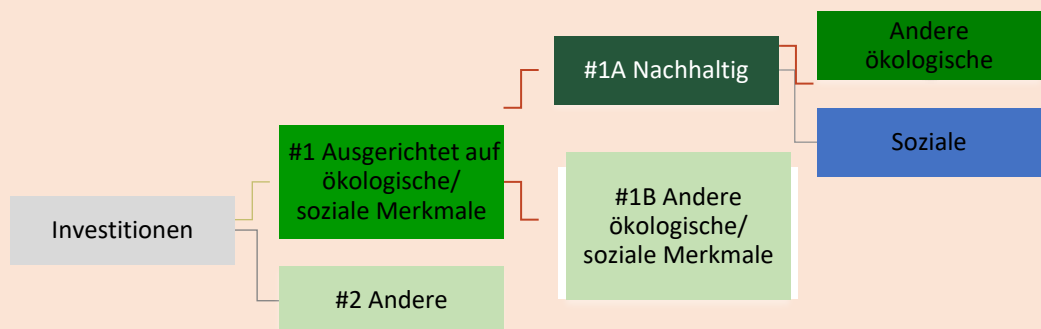 Investitionen
#1 Ausgerichtet auf
ökologische/
soziale Merkmale
#2 Andere
#1A Nachhaltig
#1B Andere
ökologische/
soziale Merkmale
Andere
ökologische
Soziale